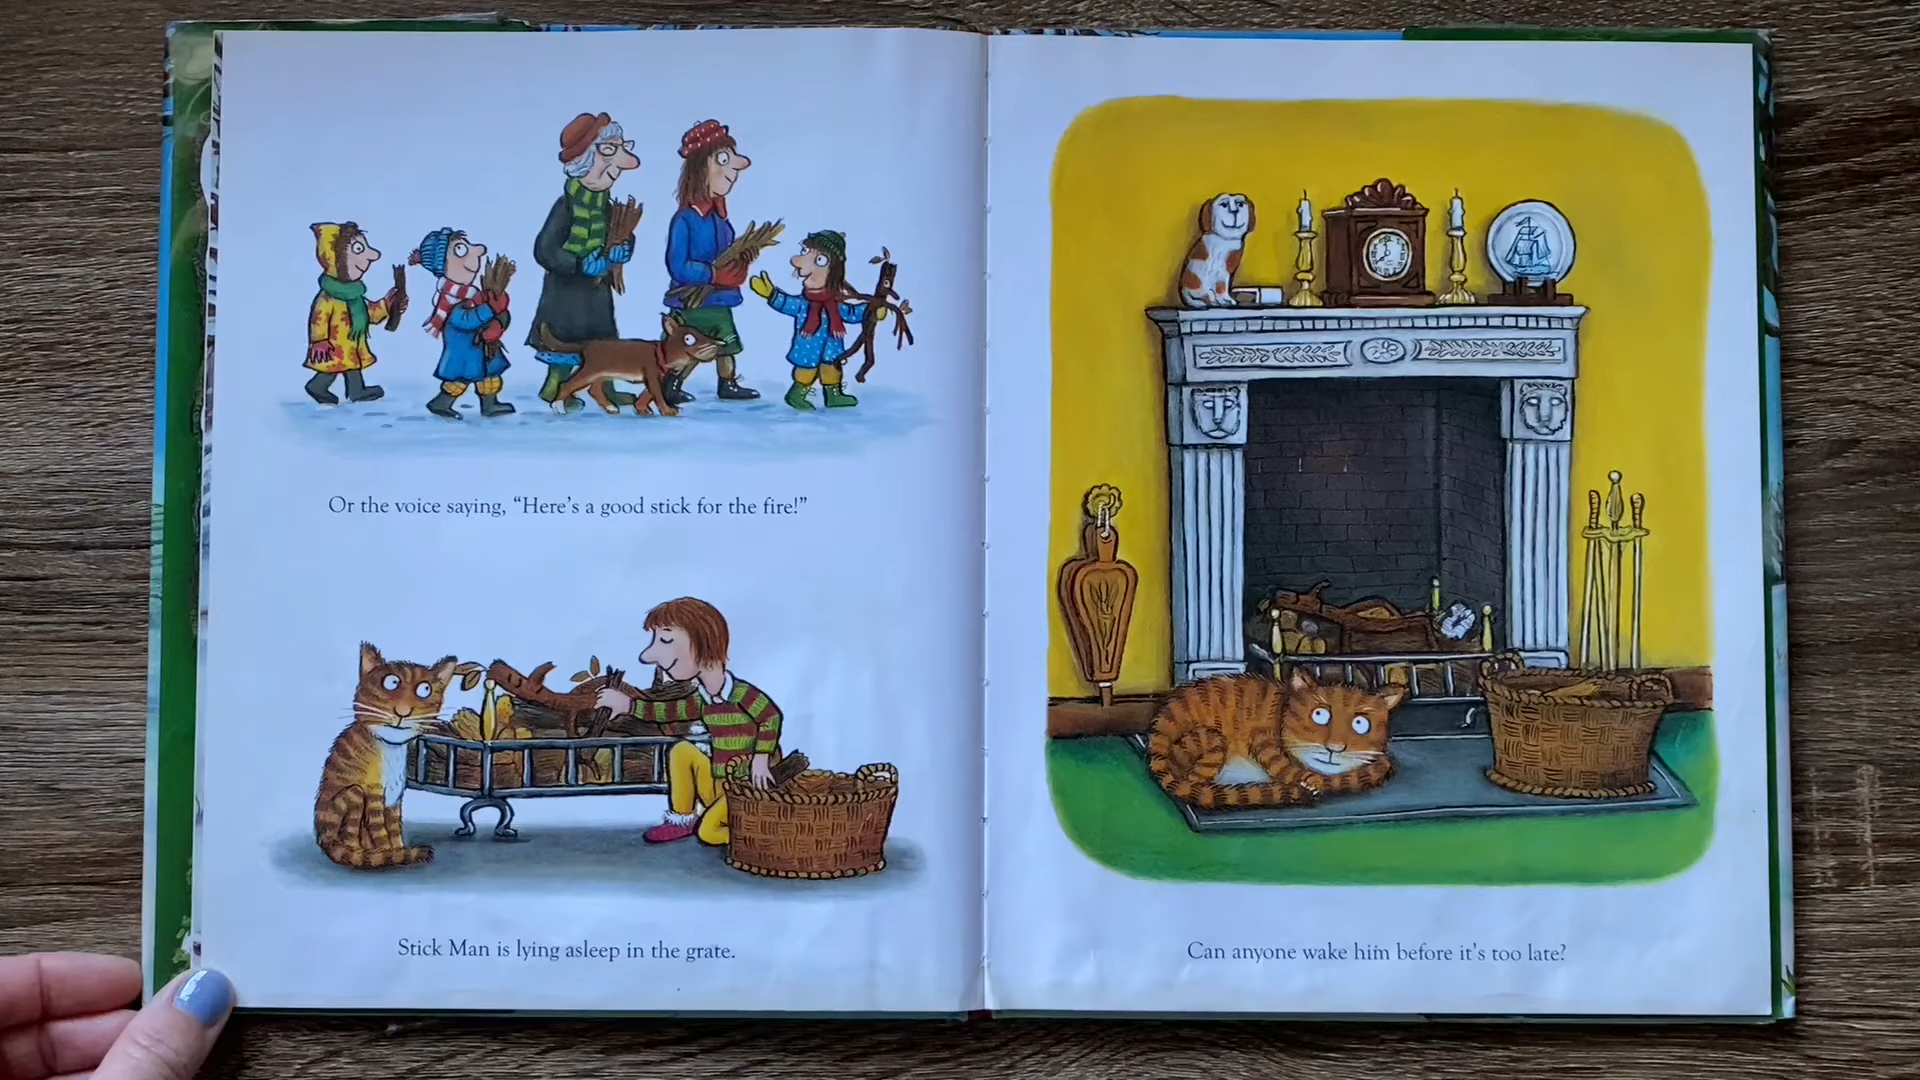 Or the voice saying, “Here’s a good stick for the fire!”
Stick Man is lying asleep in the grate.
Can anyone wake him before it’s too late?